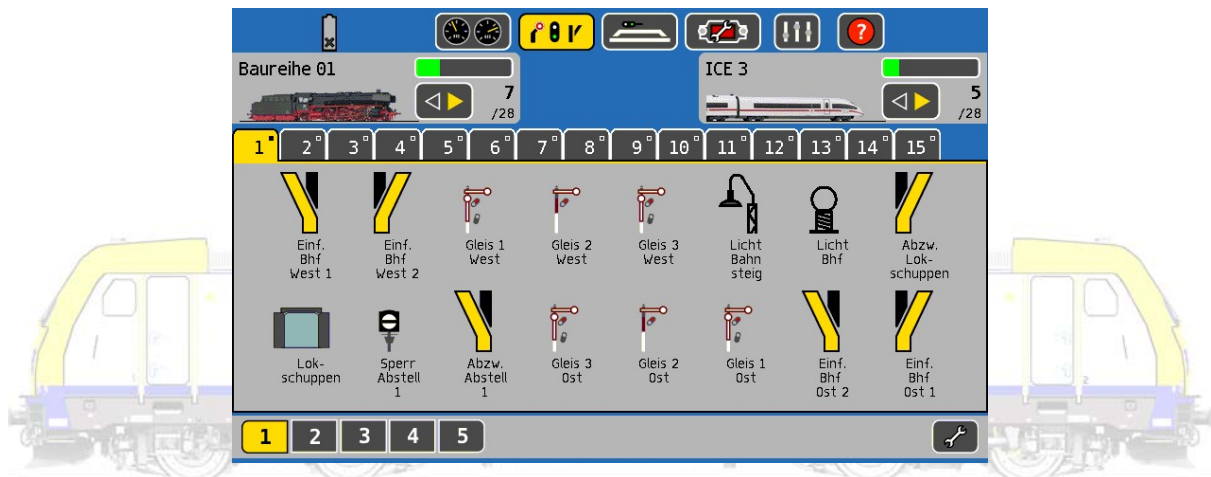 ?
Baureihe 01
7
/28
ICE 3
5
/28
1 2 3 4 5 6 7 8 9 10 11 12 13 14 15
Einf. Bhf West 1
Einf. Bhf West 2
Gleis 1 West
Gleis 2 West
Gleis 3 West
Licht Bahn steig
Licht Bhf
Abzw. Lok- schuppen
Lok- schuppen
Sperr Abstell 1
Abzw. Abstell 1
Gleis 3 Ost
Gleis 2 Ost
Gleis 1 Ost
Einf. Bhf Ost 2
Einf. Bhf Ost 1
1 2 3 4 5